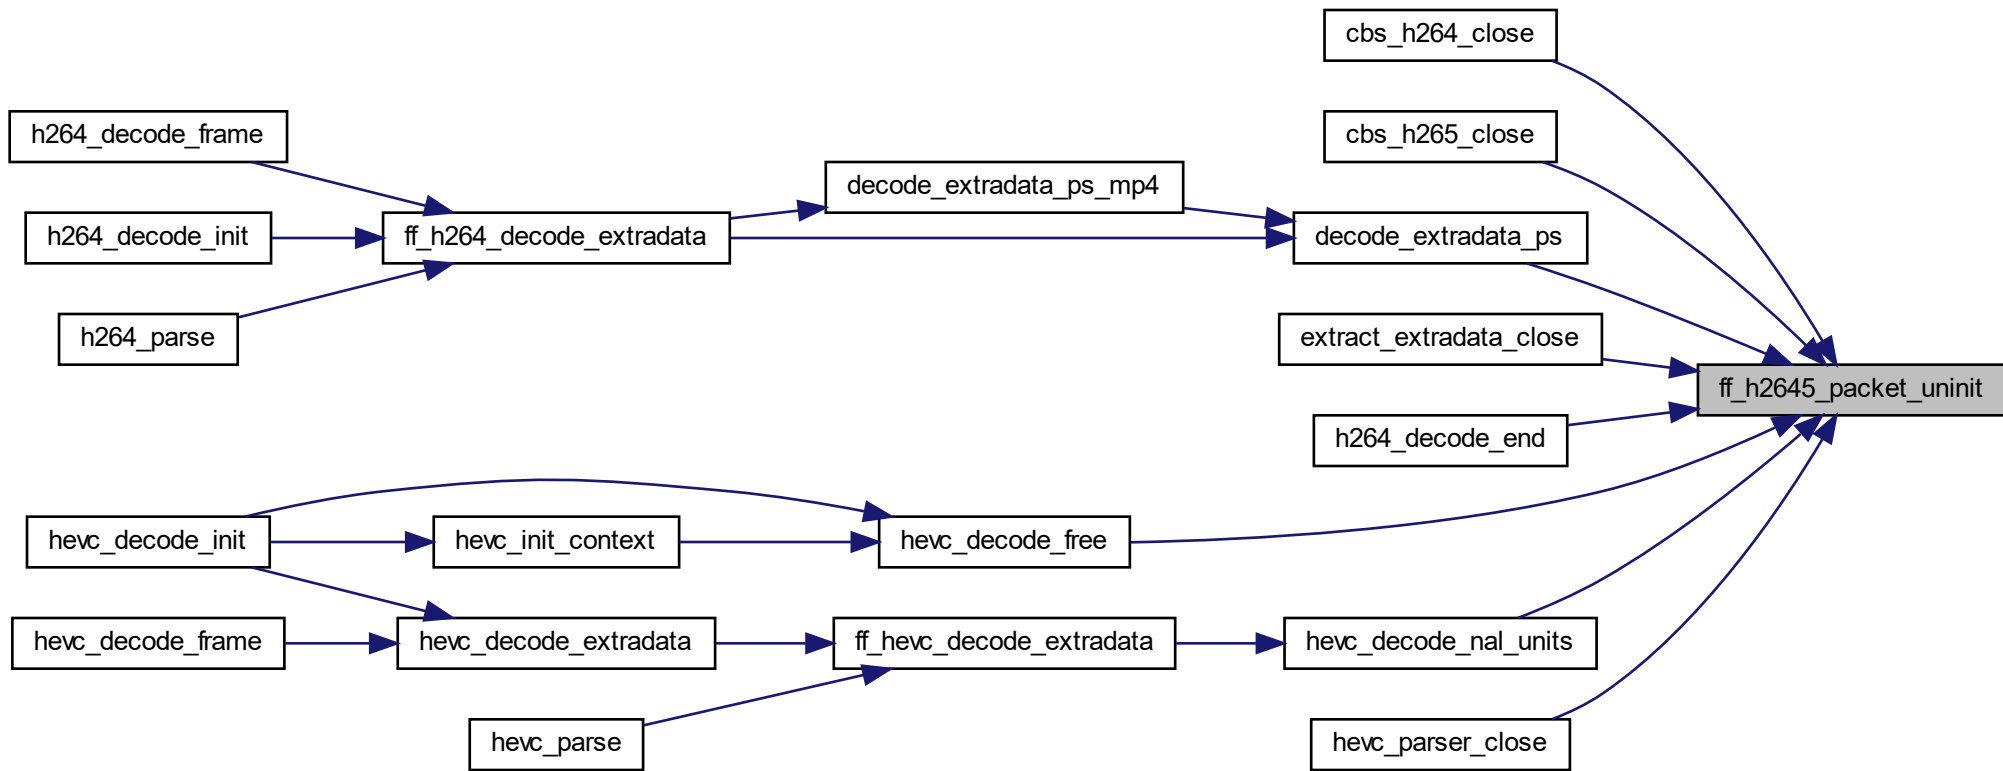 cbs_h264_close
h264_decode_frame
cbs_h265_close
decode_extradata_ps_mp4
h264_decode_init
ff_h264_decode_extradata
decode_extradata_ps
h264_parse
extract_extradata_close
ff_h2645_packet_uninit
h264_decode_end
hevc_decode_init
hevc_init_context
hevc_decode_free
hevc_decode_frame
hevc_decode_extradata
ff_hevc_decode_extradata
hevc_decode_nal_units
hevc_parse
hevc_parser_close